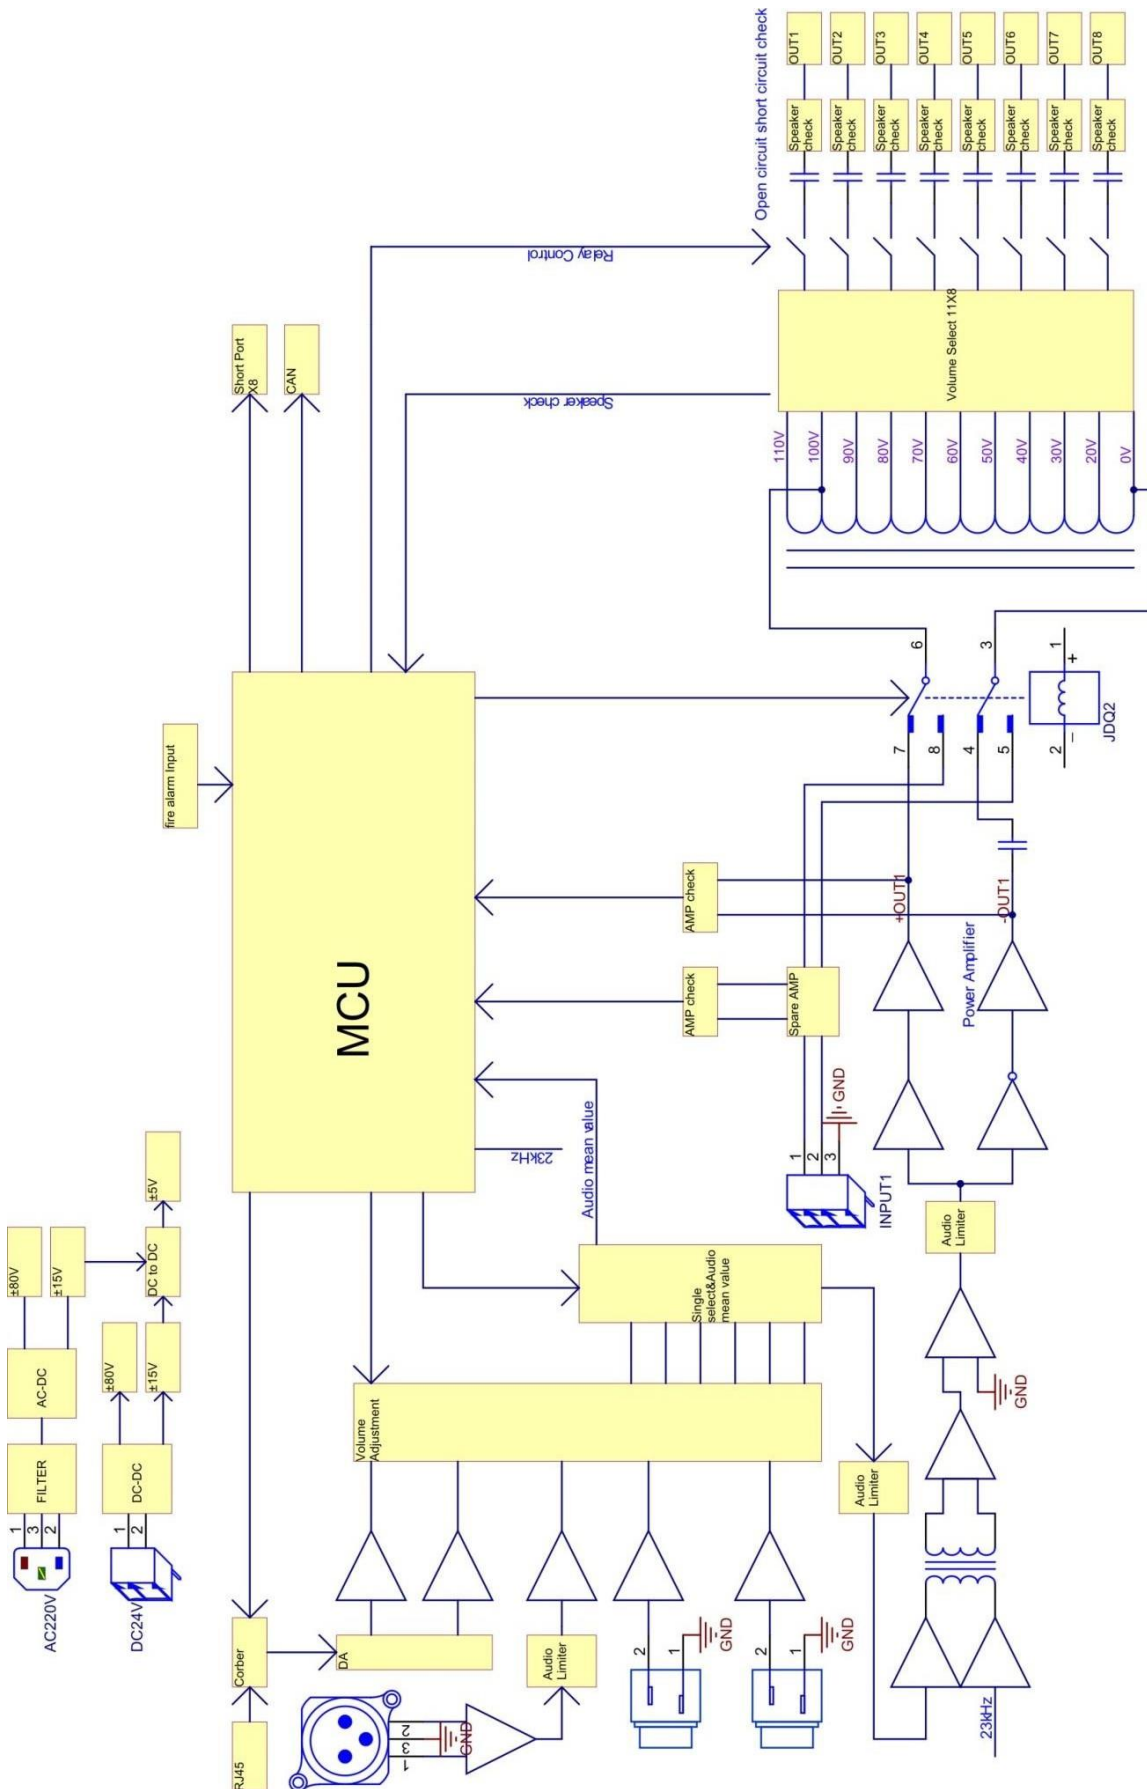 AC220V
1
3
2
FILTER
AC-DC
±80V
±15V
DC24V
1
2
DC-DC
±80V
±15V
DC to DC
±5V
fire alarm Input
Short Port
X8
CAN
RJ45
Corber
MCU
23kHz
Relay Control
Speaker check
DA
1
3
2
GND
Audio
Limiter
2
1
GND
2
1
GND
Volume
Adjustment
Single
select&Audio
mean value
Audio mean value
Audio
Limiter
AMP check
AMP check
Spare AMP
INPUT1
1
2
3
GND
23kHz
GND
Audio
Limiter
Power Amplifier
+OUT1
-OUT1
7
8
4
5
6
3
2
1
–
+
JDQ2
110V
100V
90V
80V
70V
60V
50V
40V
30V
20V
0V
Volume Select 11X8
Open circuit short circuit check
Speaker
check
OUT1
Speaker
check
OUT2
Speaker
check
OUT3
Speaker
check
OUT4
Speaker
check
OUT5
Speaker
check
OUT6
Speaker
check
OUT7
Speaker
check
OUT8